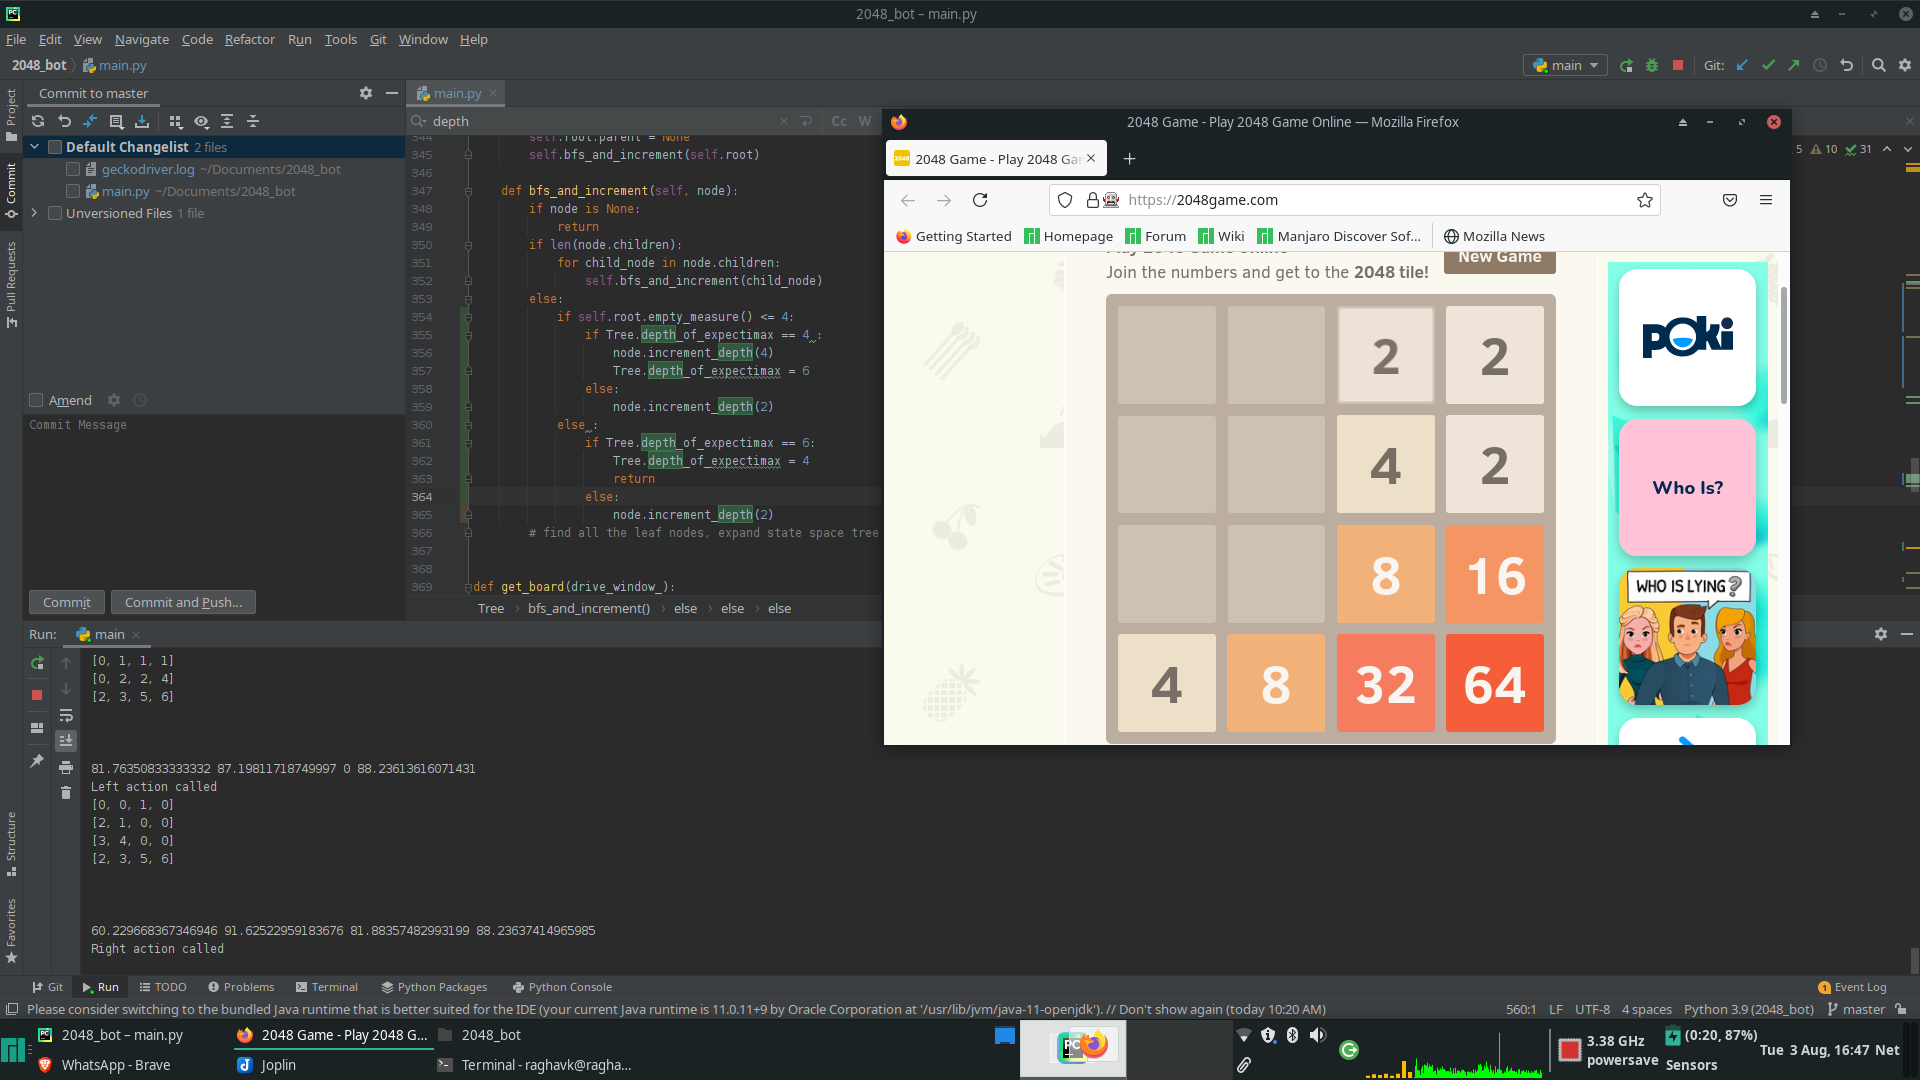 2048_bot – main.py
File Edit View Navigate Code Refactor Run Tools Git Window Help
2048_bot main.py
main Git:
Commit to master
main.py
depth Cc W
Default Changelist 2 files
geckodriver.log ~/Documents/2048_bot
main.py ~/Documents/2048_bot
Unversioned Files 1 file
Amend
Commit Message
Commit Commit and Push...
Project
Commit
Pull Requests
Structure
Favorites
344 self.root.parent = None
345 self.bfs_and_increment(self.root)
346
347 def bfs_and_increment(self, node):
348 if node is None:
349 return
350 if len(node.children):
351 for child_node in node.children:
352 self.bfs_and_increment(child_node)
353 else:
354 if self.root.empty_measure() <= 4:
355 if Tree.depth_of_expectimax == 4 :
356 node.increment_depth(4)
357 Tree.depth_of_expectimax = 6
358 else:
359 node.increment_depth(2)
360 else :
361 if Tree.depth_of_expectimax == 6:
362 Tree.depth_of_expectimax = 4
363 return
364 else:
365 node.increment_depth(2)
366 # find all the leaf nodes, expand state space tree
367
368
369 def get_board(drive_window_):
Tree bfs_and_increment() else else else
5 10 31
2048 Game - Play 2048 Game Online — Mozilla Firefox
2048 Game - Play 2048 Gar
https://2048game.com
Getting Started Homepage Forum Wiki Manjaro Discover Sof... Mozilla News
Play 2048 Game Online
Join the numbers and get to the 2048 tile!
New Game
2 2
4 2
8 16
4 8 32 64
poki
Who Is?
WHO IS LYING?
Run: main
[0, 1, 1, 1]
[0, 2, 2, 4]
[2, 3, 5, 6]
81.76350833333332 87.19811718749997 0 88.23613616071431
Left action called
[0, 0, 1, 0]
[2, 1, 0, 0]
[3, 4, 0, 0]
[2, 3, 5, 6]
60.229668367346946 91.62522959183676 81.88357482993199 88.23637414965985
Right action called
Git Run TODO Problems Terminal Python Packages Python Console
1 Event Log
Please consider switching to the bundled Java runtime that is better suited for the IDE (your current Java runtime is 11.0.11+9 by Oracle Corporation at '/usr/lib/jvm/java-11-openjdk'). // Don't show again (today 10:20 AM)
560:1 LF UTF-8 4 spaces Python 3.9 (2048_bot) master
2048_bot – main.py 2048 Game - Play 2048 G... 2048_bot
WhatsApp - Brave Joplin Terminal - raghavk@ragha...
3.38 GHz
powersave
(0:20, 87%)
Sensors
Tue 3 Aug, 16:47 Net